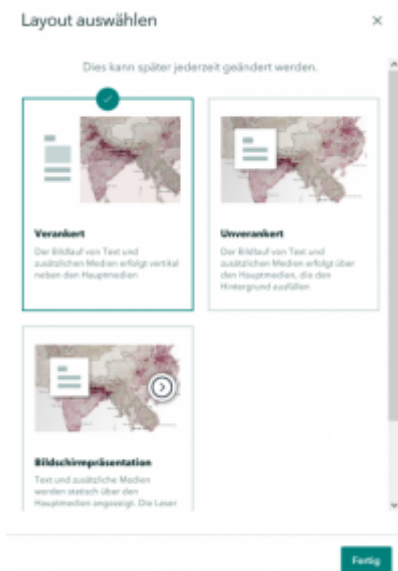 Layout auswählen
Dies kann später jederzeit geändert werden.
Verankert
Der Bildlauf von Text und
zusätzlichen Medien erfolgt vertikal
neben den Hauptmedien
Unverankert
Der Bildlauf von Text und
zusätzlichen Medien erfolgt über
den Hauptmedien, die den
Hintergrund ausfüllen
Bildschirmpräsentation
Text und zusätzliche Medien
werden statisch über den
Hauptmedien angezeigt. Die Leser
Fertig